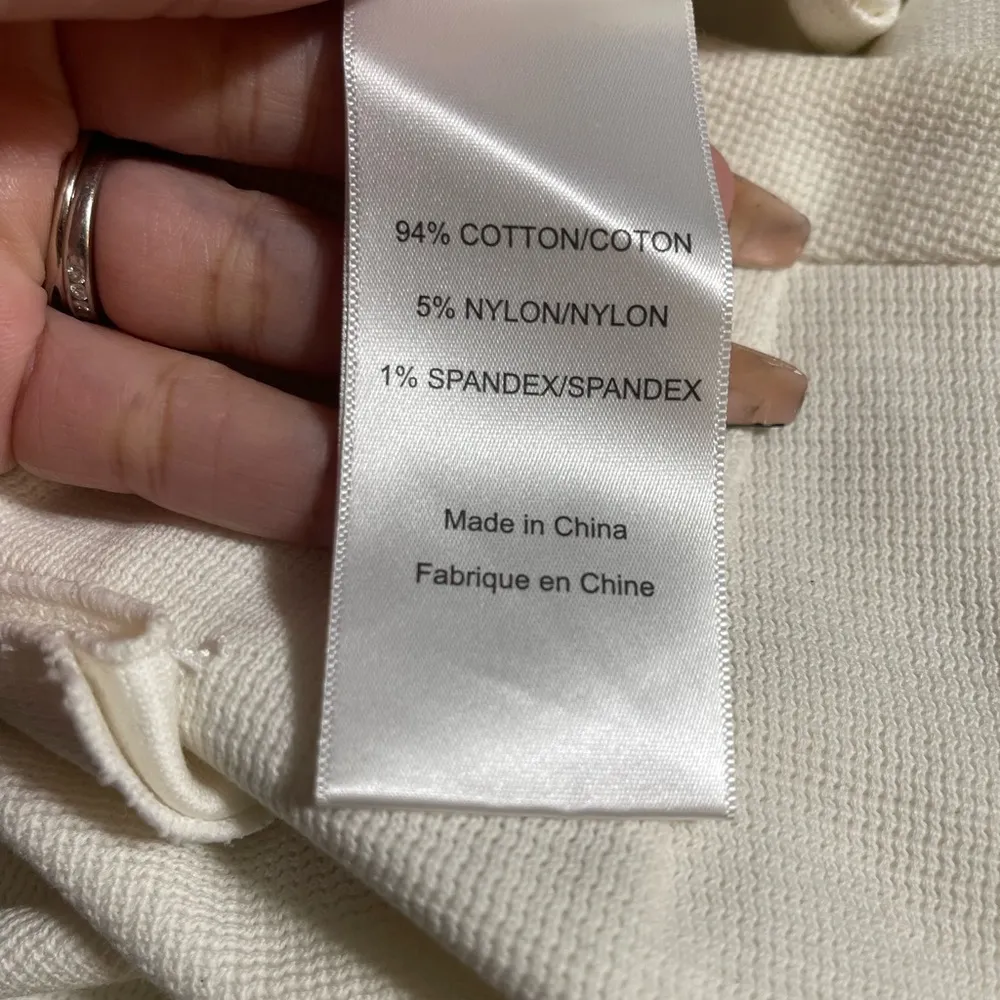 94% COTTON/COTON
5% NYLON/NYLON
1% SPANDEX/SPANDEX
Made in China
Fabrique en Chine